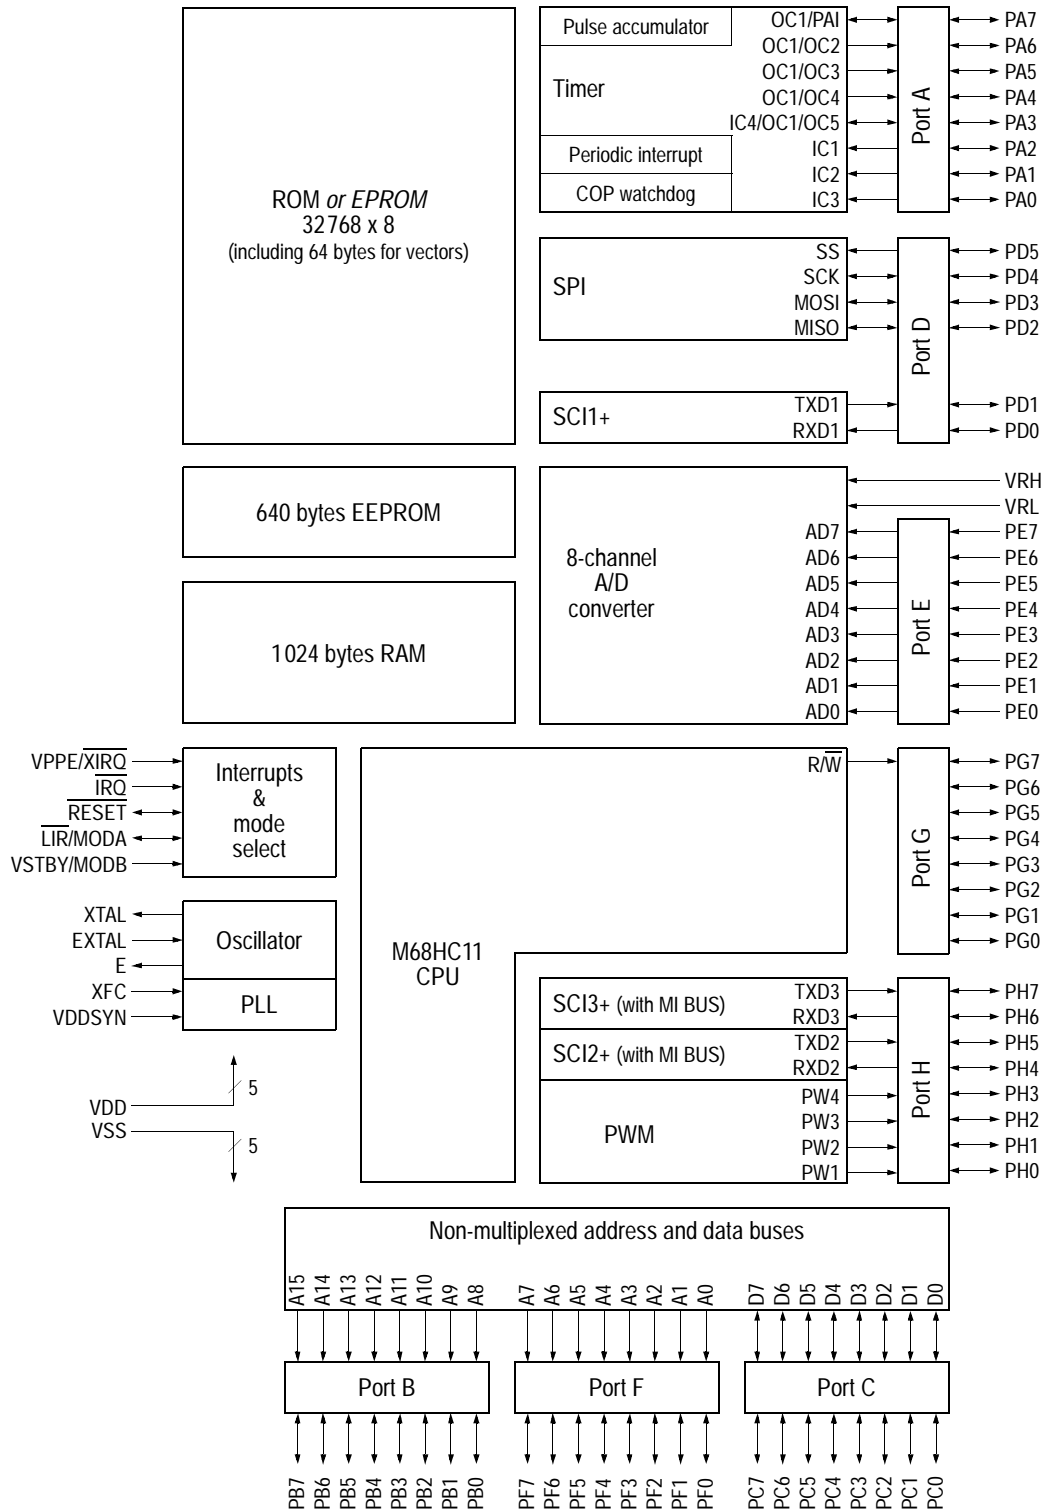 ROM or EPROM
32768 x 8
(including 64 bytes for vectors)
Pulse accumulator
Timer
Periodic interrupt
COP watchdog
OC1/PAI
OC1/OC2
OC1/OC3
OC1/OC4
IC4/OC1/OC5
IC1
IC2
IC3
Port A
PA7
PA6
PA5
PA4
PA3
PA2
PA1
PA0
SPI
SS
SCK
MOSI
MISO
SCI1+
TXD1
RXD1
Port D
PD5
PD4
PD3
PD2
PD1
PD0
640 bytes EEPROM
1024 bytes RAM
8-channel
A/D
converter
AD7
AD6
AD5
AD4
AD3
AD2
AD1
AD0
Port E
VRH
VRL
PE7
PE6
PE5
PE4
PE3
PE2
PE1
PE0
VPPE/XIRQ
IRQ
RESET
LIR/MODA
VSTBY/MODB
Interrupts
&
mode
select
XTAL
EXTAL
E
XFC
VDDSYN
Oscillator
PLL
VDD
VSS
5
5
M68HC11
CPU
R/W
Port G
PG7
PG6
PG5
PG4
PG3
PG2
PG1
PG0
SCI3+ (with MI BUS)
TXD3
RXD3
SCI2+ (with MI BUS)
TXD2
RXD2
PWM
PW4
PW3
PW2
PW1
Port H
PH7
PH6
PH5
PH4
PH3
PH2
PH1
PH0
Non-multiplexed address and data buses
A15
A14
A13
A12
A11
A10
A9
A8
A7
A6
A5
A4
A3
A2
A1
A0
D7
D6
D5
D4
D3
D2
D1
D0
Port B
Port F
Port C
PB7
PB6
PB5
PB4
PB3
PB2
PB1
PB0
PF7
PF6
PF5
PF4
PF3
PF2
PF1
PF0
PC7
PC6
PC5
PC4
PC3
PC2
PC1
PC0